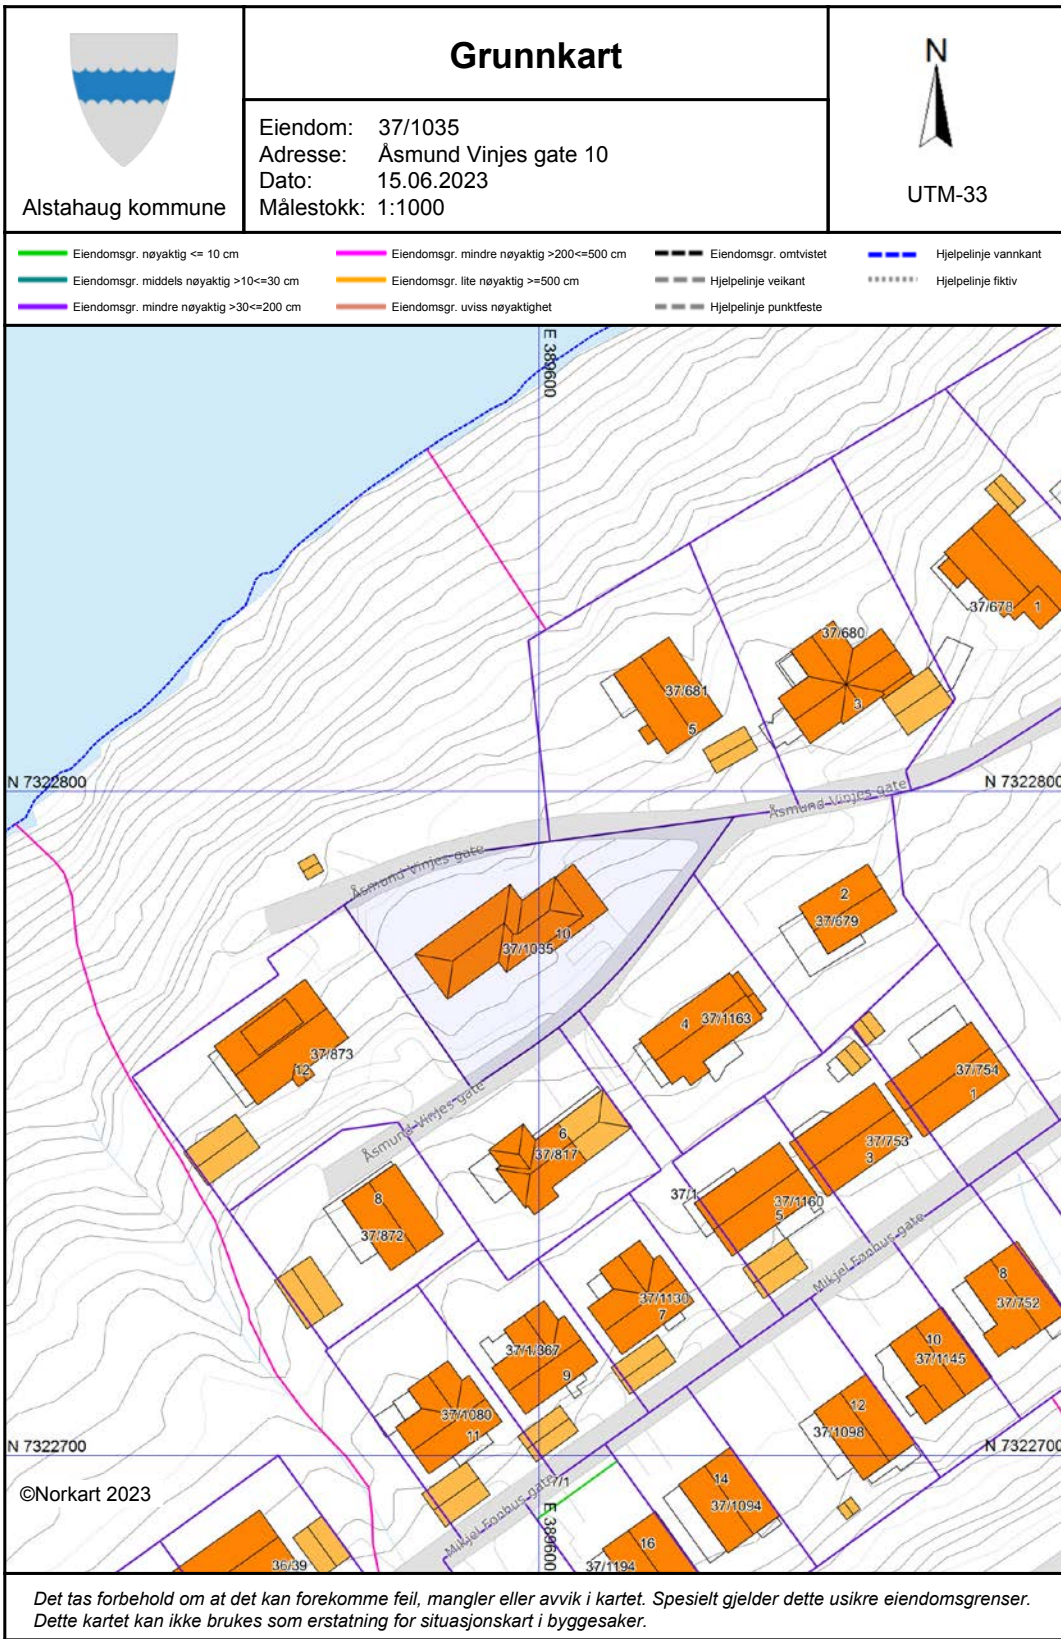 Grunnkart
Alstahaug kommune
Eiendom: 37/1035
Adresse: Åsmund Vinjes gate 10
Dato: 15.06.2023
Målestokk: 1:1000
N
UTM-33
Eiendomsgr. nøyaktig <= 10 cm
Eiendomsgr. middels nøyaktig >10<=30 cm
Eiendomsgr. mindre nøyaktig >30<=200 cm
Eiendomsgr. mindre nøyaktig >200<=500 cm
Eiendomsgr. lite nøyaktig >=500 cm
Eiendomsgr. uviss nøyaktighet
Eiendomsgr. omtvistet
Hjelpelinje veikant
Hjelpelinje punktfeste
Hjelpelinje vannkant
Hjelpelinje fiktiv
E 389600
37/678 1
37/680
3
37/681
5
N 7322800
N 7322800
Åsmund Vinjes gate
Åsmund Vinjes gate
2
37/679
10
37/1035
4 37/1163
37/873
12
37/754
1
Åsmund Vinjes gate
6
37/817
37/753
3
8
37/872
37/1
37/1160
5
Mikjel Fønhus gate
8
37/752
37/1130
7
10
37/1145
37/1/367
9
37/1080
11
12
37/1098
N 7322700
N 7322700
14
37/1094
Mikjel Fønhus gate
7/1
E 389600
16
37/1194
36/39
©Norkart 2023
Det tas forbehold om at det kan forekomme feil, mangler eller avvik i kartet. Spesielt gjelder dette usikre eiendomsgrenser.
Dette kartet kan ikke brukes som erstatning for situasjonskart i byggesaker.